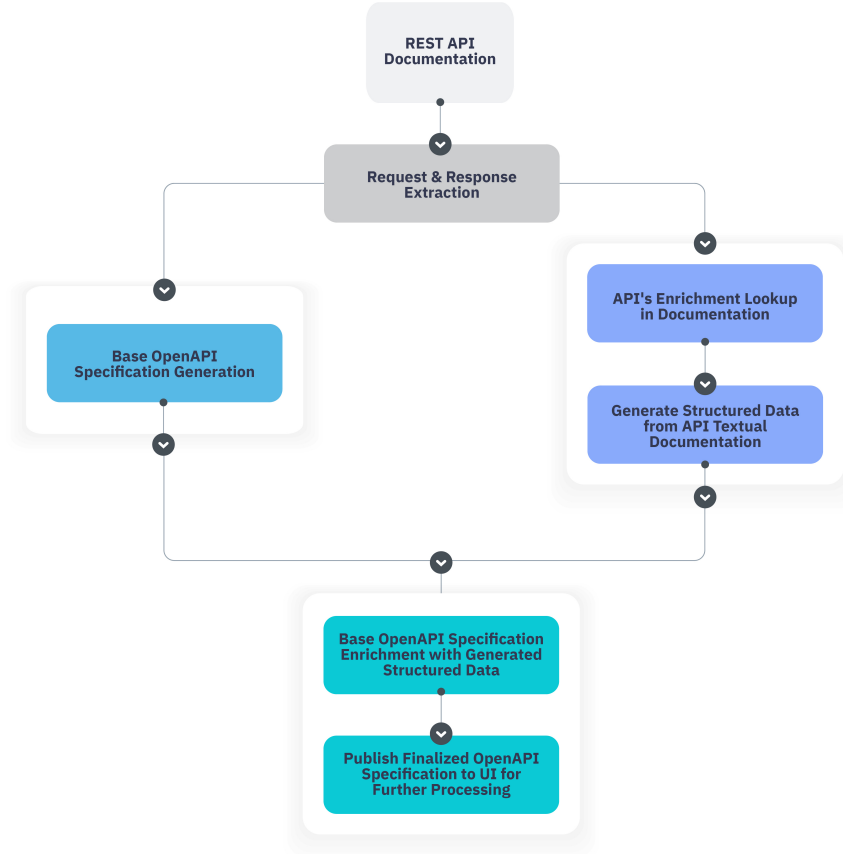 REST API
Documentation
Request & Response
Extraction
Base OpenAPI
Specification Generation
API's Enrichment Lookup
in Documentation
Generate Structured Data
from API Textual
Documentation
Base OpenAPI Specification
Enrichment with Generated
Structured Data
Publish Finalized OpenAPI
Specification to UI for
Further Processing